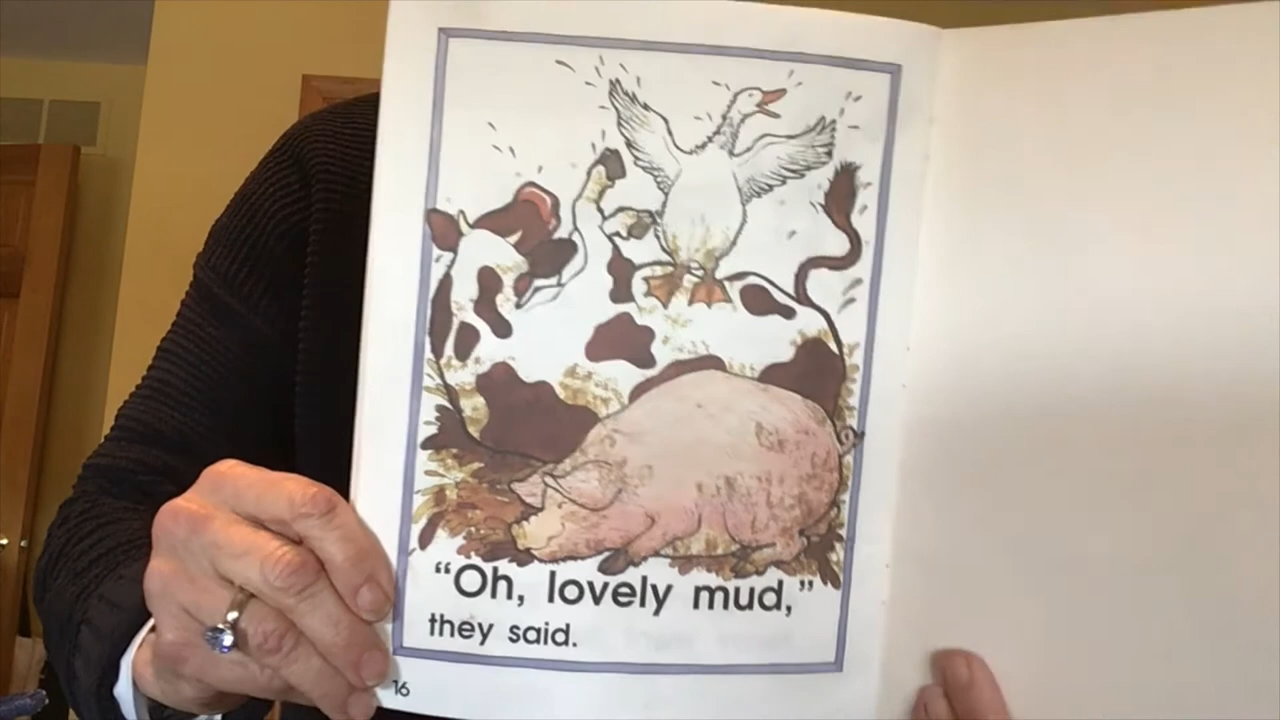 “Oh, lovely mud,”
they said.
16